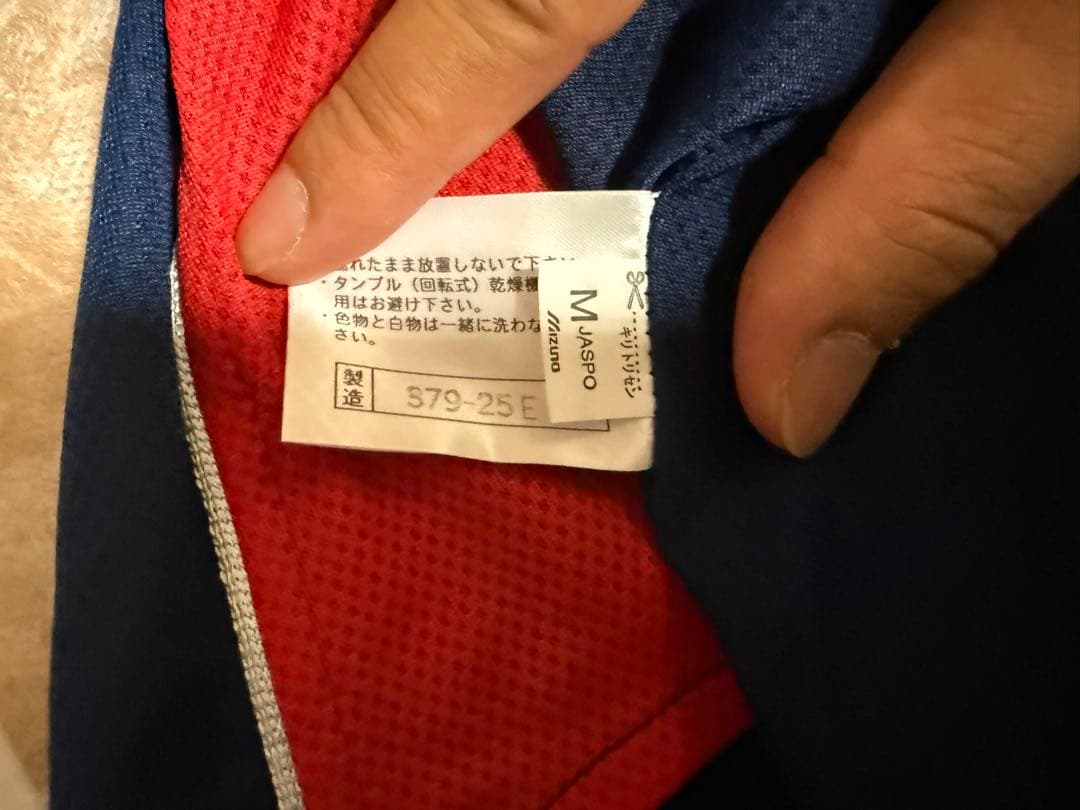 れたまま放置しないで下さい
・タンブル（回転式）乾燥機
用はお避け下さい。
・色物と白物は一緒に洗わな
さい。
製造
S79-25E
M JASPO
Mizuno
キリトリセン